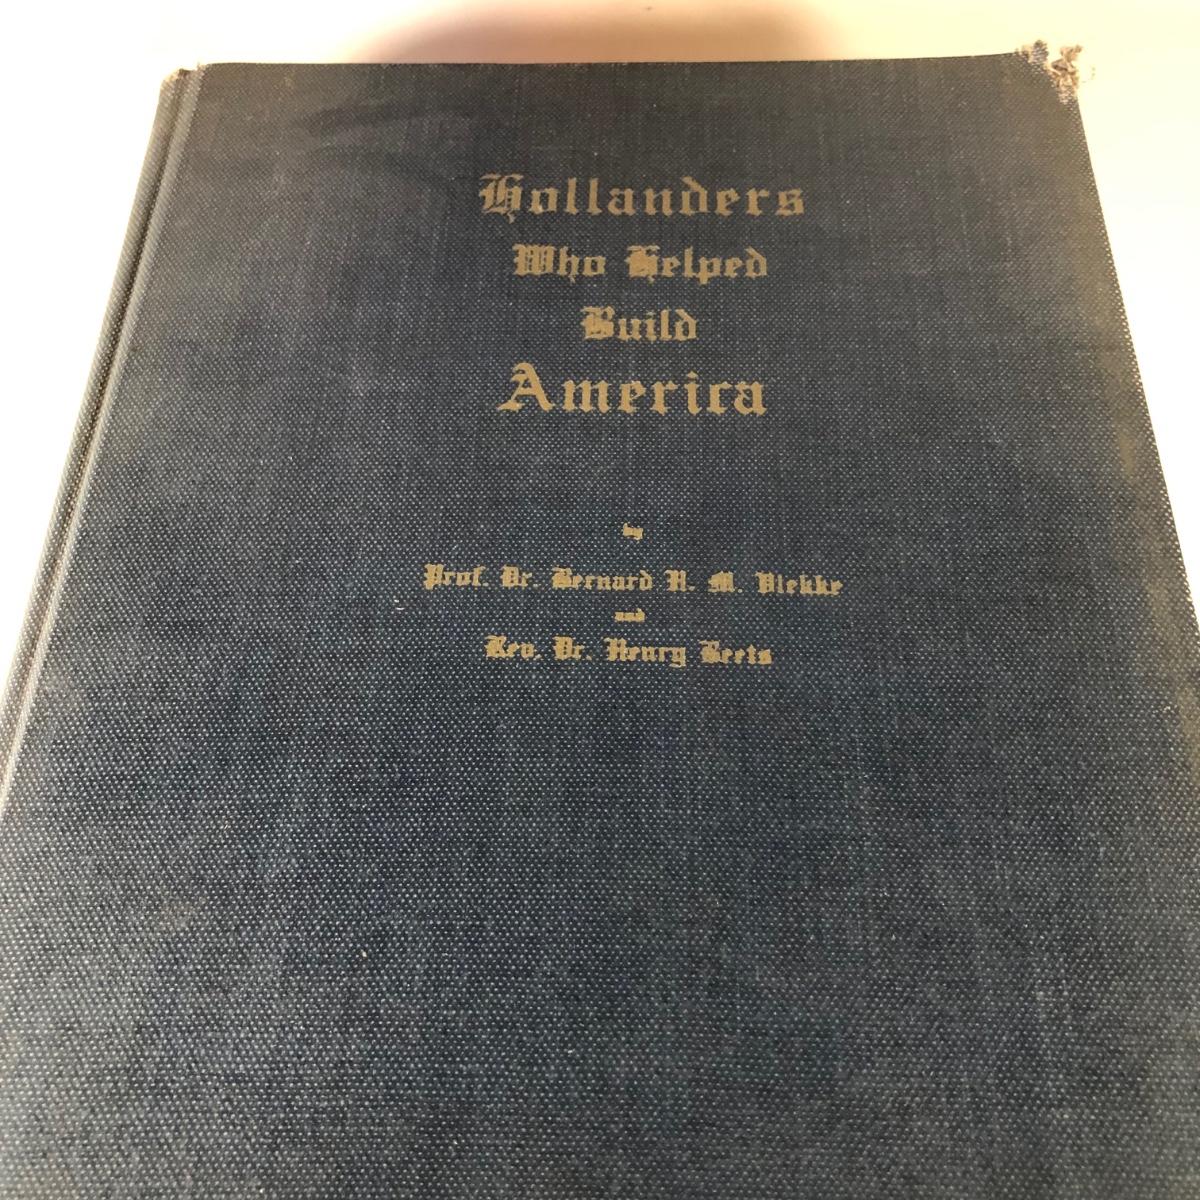 Hollanders
Who Helped
Build
America
by
Prof. Dr. Bernard H. M. Vlekke
and
Rev. Dr. Henry Beets